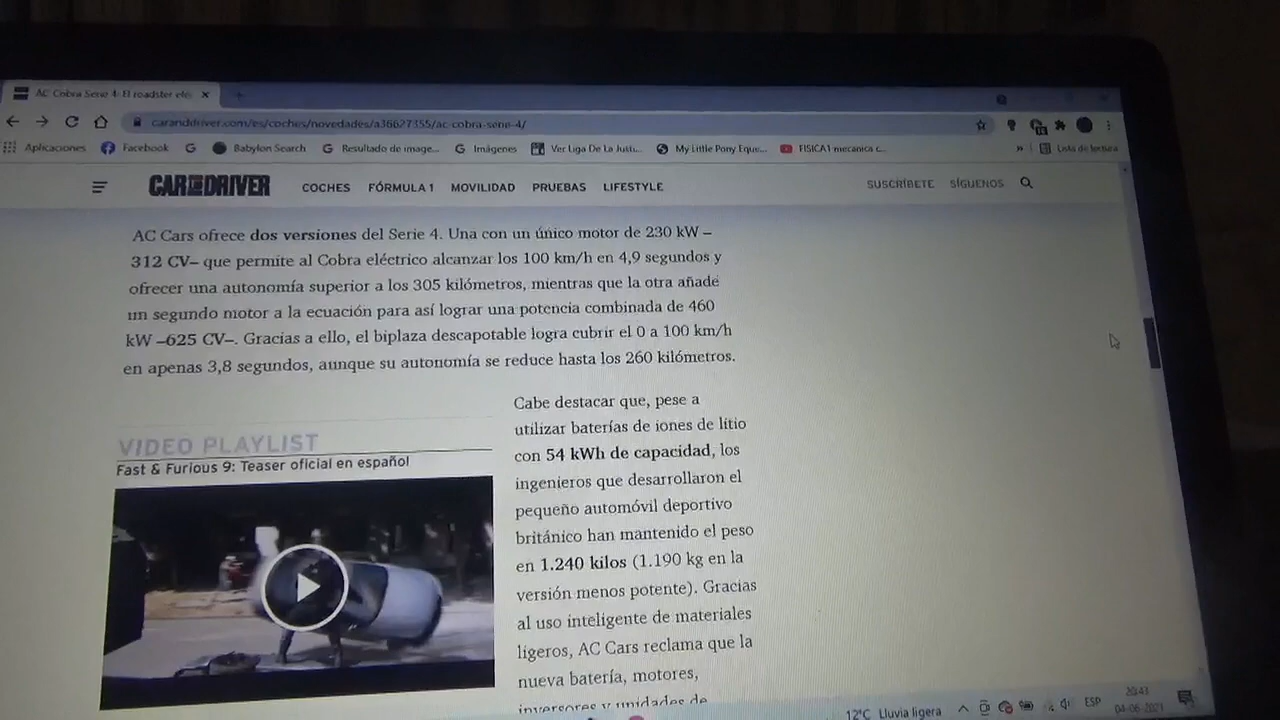 AC Cobra Serie 4: El roadster elé
carandriver.com/es/coches/novedades/a36627355/ac-cobra-serie-4/
Aplicaciones Facebook Babylon Search Resultado de image... Imágenes Ver Liga De La Justi... My Little Pony Eque... FISICA1 mecanica c... » Lista de lectura
CAR AND DRIVER COCHES FÓRMULA 1 MOVILIDAD PRUEBAS LIFESTYLE SUSCRÍBETE SÍGUENOS
AC Cars ofrece dos versiones del Serie 4. Una con un único motor de 230 kW –
312 CV– que permite al Cobra eléctrico alcanzar los 100 km/h en 4,9 segundos y
ofrecer una autonomía superior a los 305 kilómetros, mientras que la otra añade
un segundo motor a la ecuación para así lograr una potencia combinada de 460
kW –625 CV–. Gracias a ello, el biplaza descapotable logra cubrir el 0 a 100 km/h
en apenas 3,8 segundos, aunque su autonomía se reduce hasta los 260 kilómetros.
VIDEO PLAYLIST
Fast & Furious 9: Teaser oficial en español
Cabe destacar que, pese a
utilizar baterías de iones de litio
con 54 kWh de capacidad, los
ingenieros que desarrollaron el
pequeño automóvil deportivo
británico han mantenido el peso
en 1.240 kilos (1.190 kg en la
versión menos potente). Gracias
al uso inteligente de materiales
ligeros, AC Cars reclama que la
nueva batería, motores,
inversores y unidades de
12°C Lluvia ligera ESP 20:43
04-06-2021